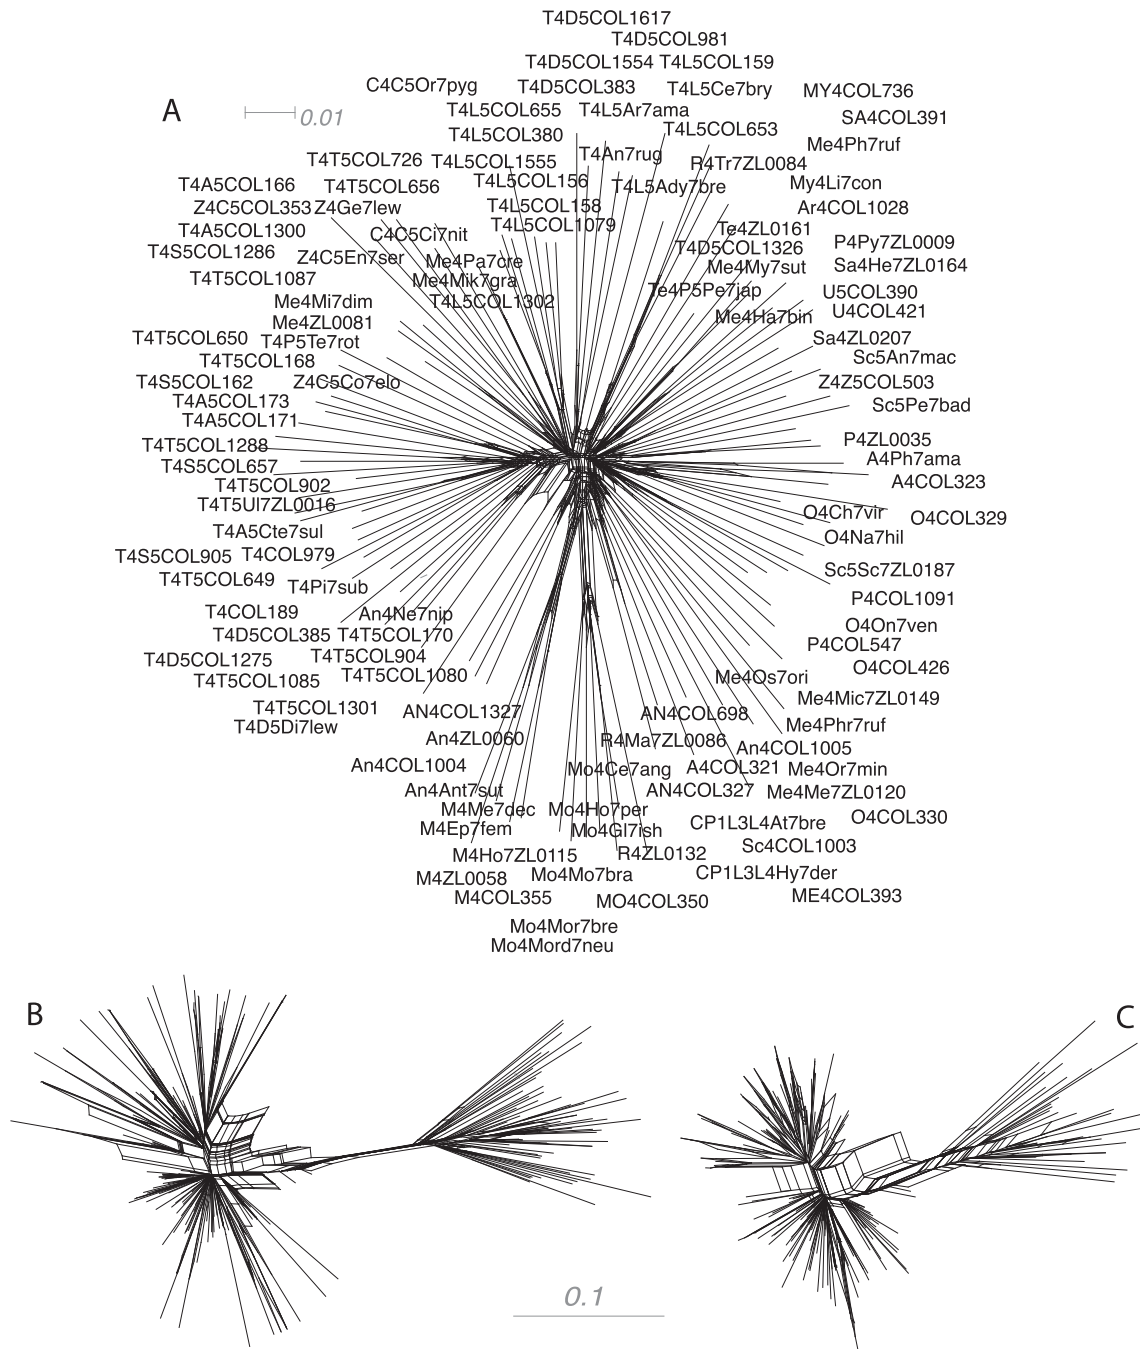 T4D5COL1617
T4D5COL981
T4D5COL1554 T4L5COL159
C4C5Or7pyg T4D5COL383 T4L5Ce7bry MY4COL736
A 0.01 T4L5COL655 T4L5Ar7ama SA4COL391
T4L5COL380 T4L5COL653
Me4Ph7ruf
T4T5COL726 T4L5COL1555 T4An7rug R4Tr7ZL0084
T4A5COL166 T4T5COL656 T4L5COL156 T4L5Ady7bre My4Li7con
Z4C5COL353 Z4Ge7lew T4L5COL158 Ar4COL1028
T4A5COL1300 C4C5Ci7nit T4L5COL1079 Te4ZL0161
T4S5COL1286 Z4C5En7ser Me4Pa7cre T4D5COL1326 P4Py7ZL0009
Me4My7sut Sa4He7ZL0164
T4T5COL1087 Me4Mik7gra
Me4Mi7dim T4L5COL1302 Te4P5Pe7jap U5COL390
Me4ZL0081 Me4Ha7bin U4COL421
T4T5COL650 T4P5Te7rot Sa4ZL0207
T4T5COL168 Sc5An7mac
T4S5COL162 Z4C5Co7elo Z4Z5COL503
T4A5COL173 Sc5Pe7bad
T4A5COL171
T4T5COL1288 P4ZL0035
T4S5COL657 A4Ph7ama
T4T5COL902 A4COL323
T4T5Ul7ZL0016 O4Ch7vir O4COL329
T4A5Cte7sul O4Na7hil
T4S5COL905 T4COL979
T4T5COL649 T4Pi7sub Sc5Sc7ZL0187
P4COL1091
T4COL189 An4Ne7nip O4On7ven
T4D5COL385 T4T5COL170 P4COL547
T4D5COL1275 T4T5COL904 O4COL426
T4T5COL1085 T4T5COL1080 Me4Os7ori
Me4Mic7ZL0149
T4T5COL1301 AN4COL1327 AN4COL698
T4D5Di7lew Me4Phr7ruf
An4ZL0060 R4Ma7ZL0086 An4COL1005
An4COL1004 Mo4Ce7ang A4COL321 Me4Or7min
An4Ant7sut AN4COL327 Me4Me7ZL0120
M4Me7dec Mo4Ho7per O4COL330
M4Ep7fem Mo4Gl7ish CP1L3L4At7bre
M4Ho7ZL0115 R4ZL0132 Sc4COL1003
M4ZL0058 Mo4Mo7bra CP1L3L4Hy7der
M4COL355 MO4COL350 ME4COL393
Mo4Mor7bre
Mo4Mord7neu
B C
0.1